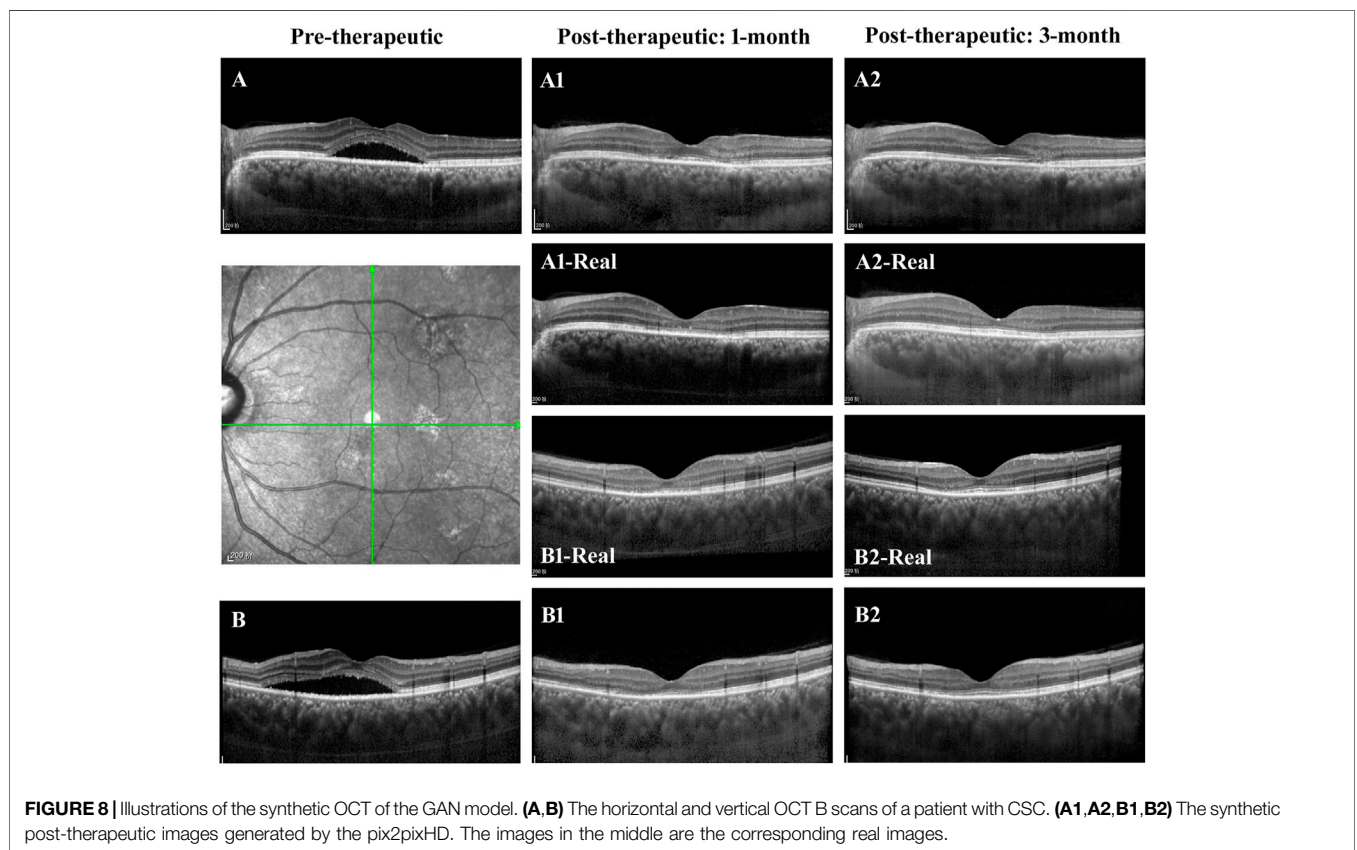 Pre-therapeutic
Post-therapeutic: 1-month
Post-therapeutic: 3-month
A
A1
A2
A1-Real
A2-Real
B1-Real
B2-Real
B
B1
B2
FIGURE 8 | Illustrations of the synthetic OCT of the GAN model. (A,B) The horizontal and vertical OCT B scans of a patient with CSC. (A1,A2,B1,B2) The synthetic
post-therapeutic images generated by the pix2pixHD. The images in the middle are the corresponding real images.